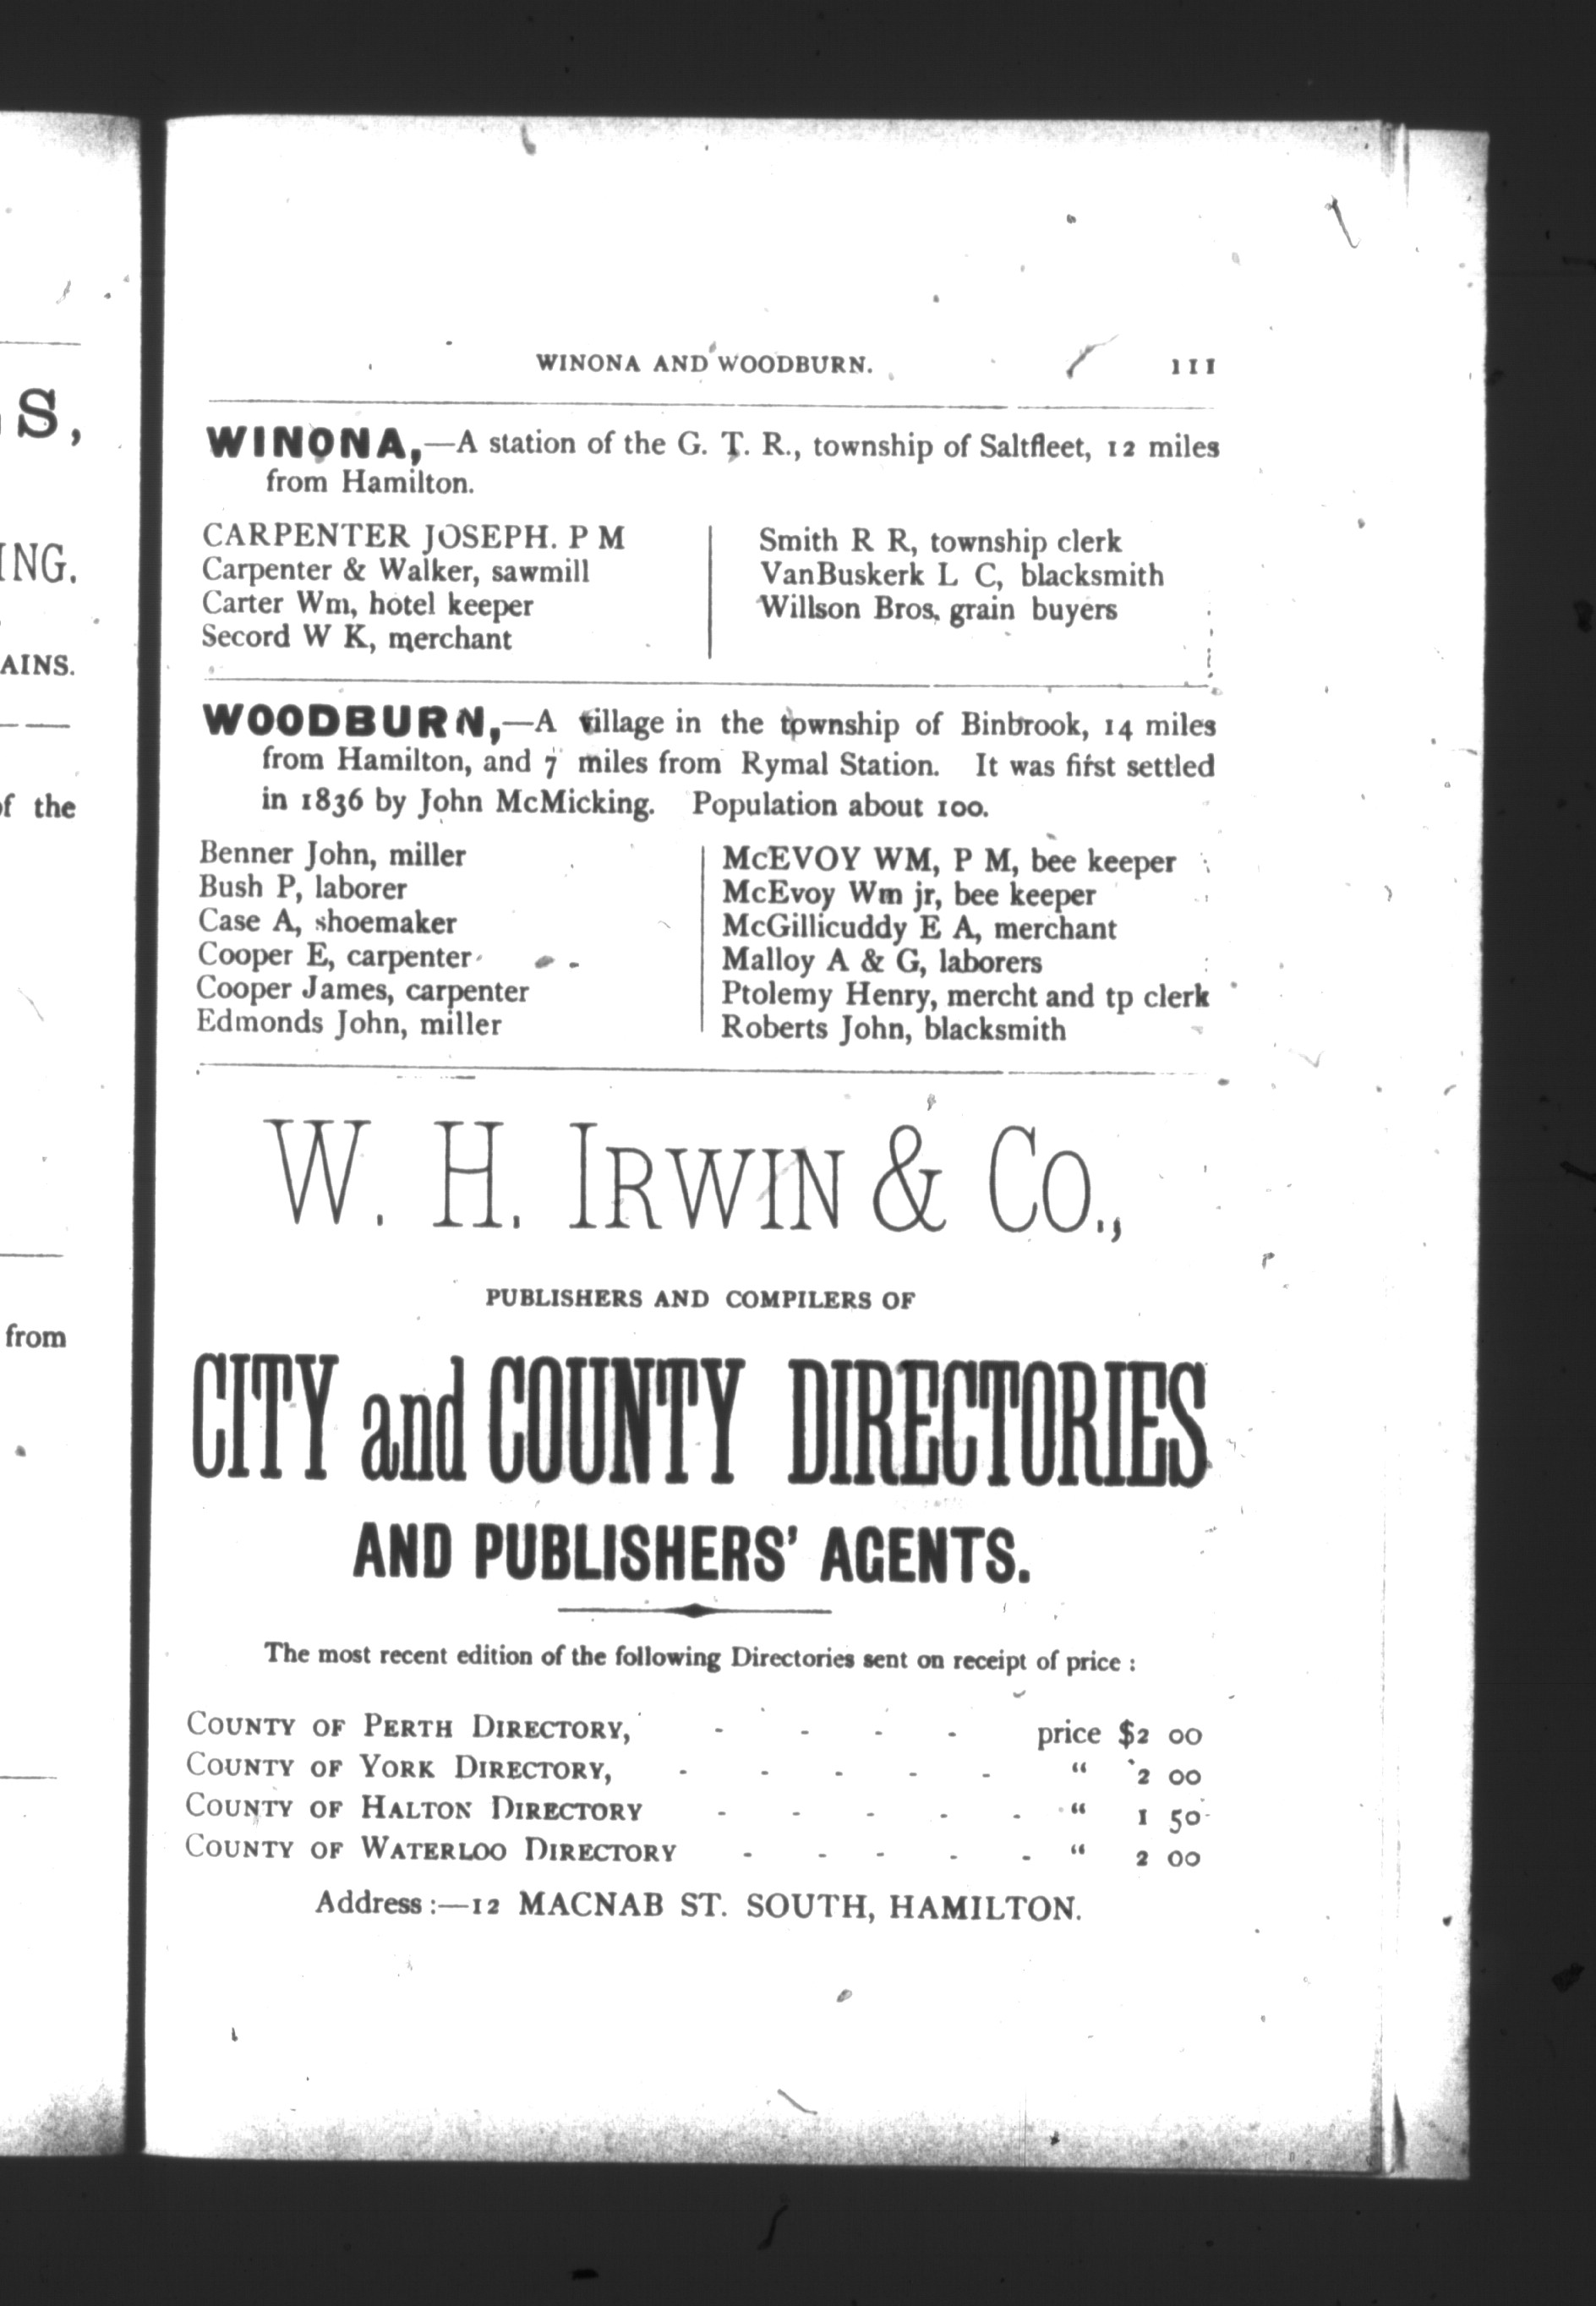 S,
ING.
AINS.
of the
from
WINONA AND WOODBURN. 111
WINONA,—A station of the G. T. R., township of Saltfleet, 12 miles
from Hamilton.
CARPENTER JOSEPH. P M
Carpenter & Walker, sawmill
Carter Wm, hotel keeper
Secord W K, merchant
Smith R R, township clerk
VanBuskerk L C, blacksmith
Willson Bros, grain buyers
WOODBURN,—A village in the township of Binbrook, 14 miles
from Hamilton, and 7 miles from Rymal Station. It was first settled
in 1836 by John McMicking. Population about 100.
Benner John, miller
Bush P, laborer
Case A, shoemaker
Cooper E, carpenter
Cooper James, carpenter
Edmonds John, miller
McEVOY WM, P M, bee keeper
McEvoy Wm jr, bee keeper
McGillicuddy E A, merchant
Malloy A & G, laborers
Ptolemy Henry, mercht and tp clerk
Roberts John, blacksmith
W. H. IRWIN & CO.,
PUBLISHERS AND COMPILERS OF
CITY and COUNTY DIRECTORIES
AND PUBLISHERS' AGENTS.
The most recent edition of the following Directories sent on receipt of price :
COUNTY OF PERTH DIRECTORY, - - - - price $2 00
COUNTY OF YORK DIRECTORY, - - - - - " 2 00
COUNTY OF HALTON DIRECTORY - - - - - " 1 50
COUNTY OF WATERLOO DIRECTORY - - - - - " 2 00
Address :—12 MACNAB ST. SOUTH, HAMILTON.